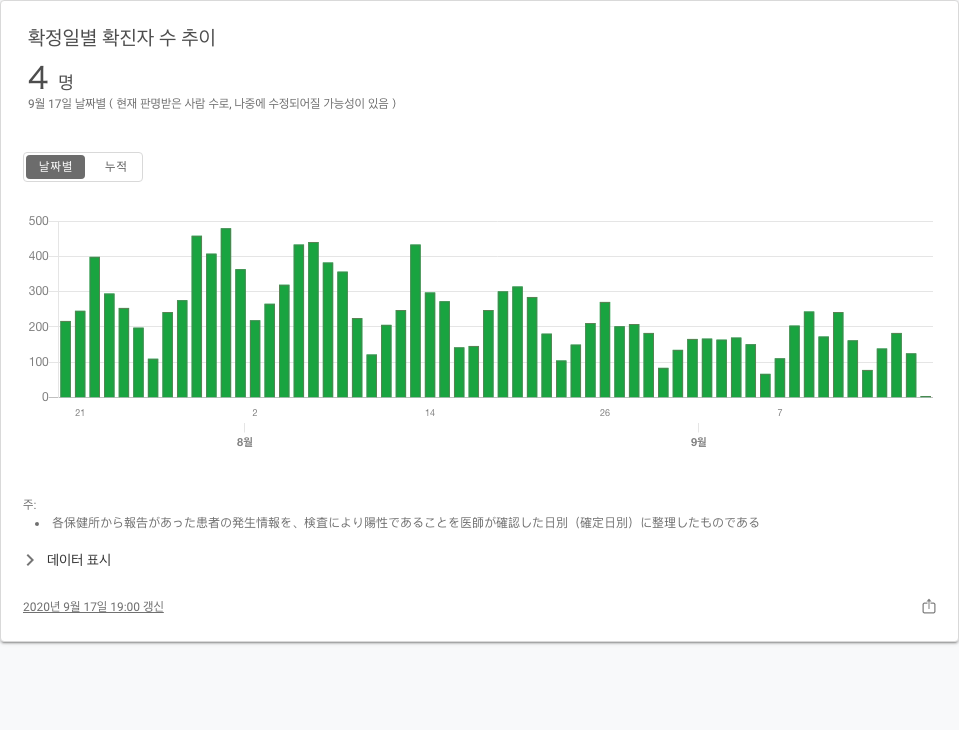 확정일별 확진자 수 추이
4 명
9월 17일 날짜별 ( 현재 판명받은 사람 수로, 나중에 수정되어질 가능성이 있음 )
날짜별 누적
500
400
300
200
100
0
21 2 14 26 7
8월 9월
주:
• 各保健所から報告があった患者の発生情報を、検査により陽性であることを医師が確認した日別（確定日別）に整理したものである
데이터 표시
2020년 9월 17일 19:00 갱신